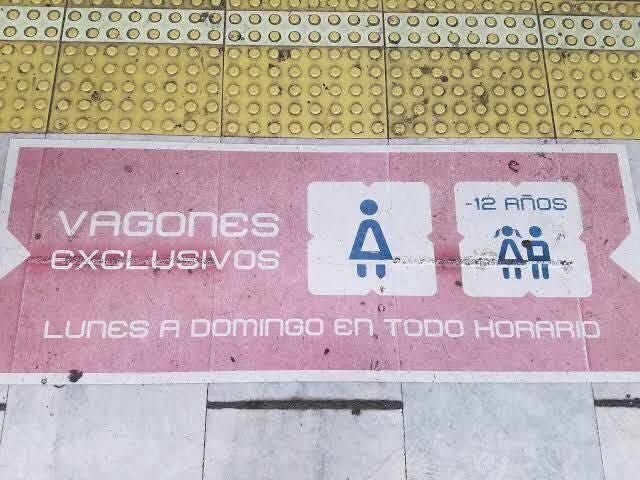 VAGONES
EXCLUSIVOS
-12 AÑOS
LUNES A DOMINGO EN TODO HORARIO